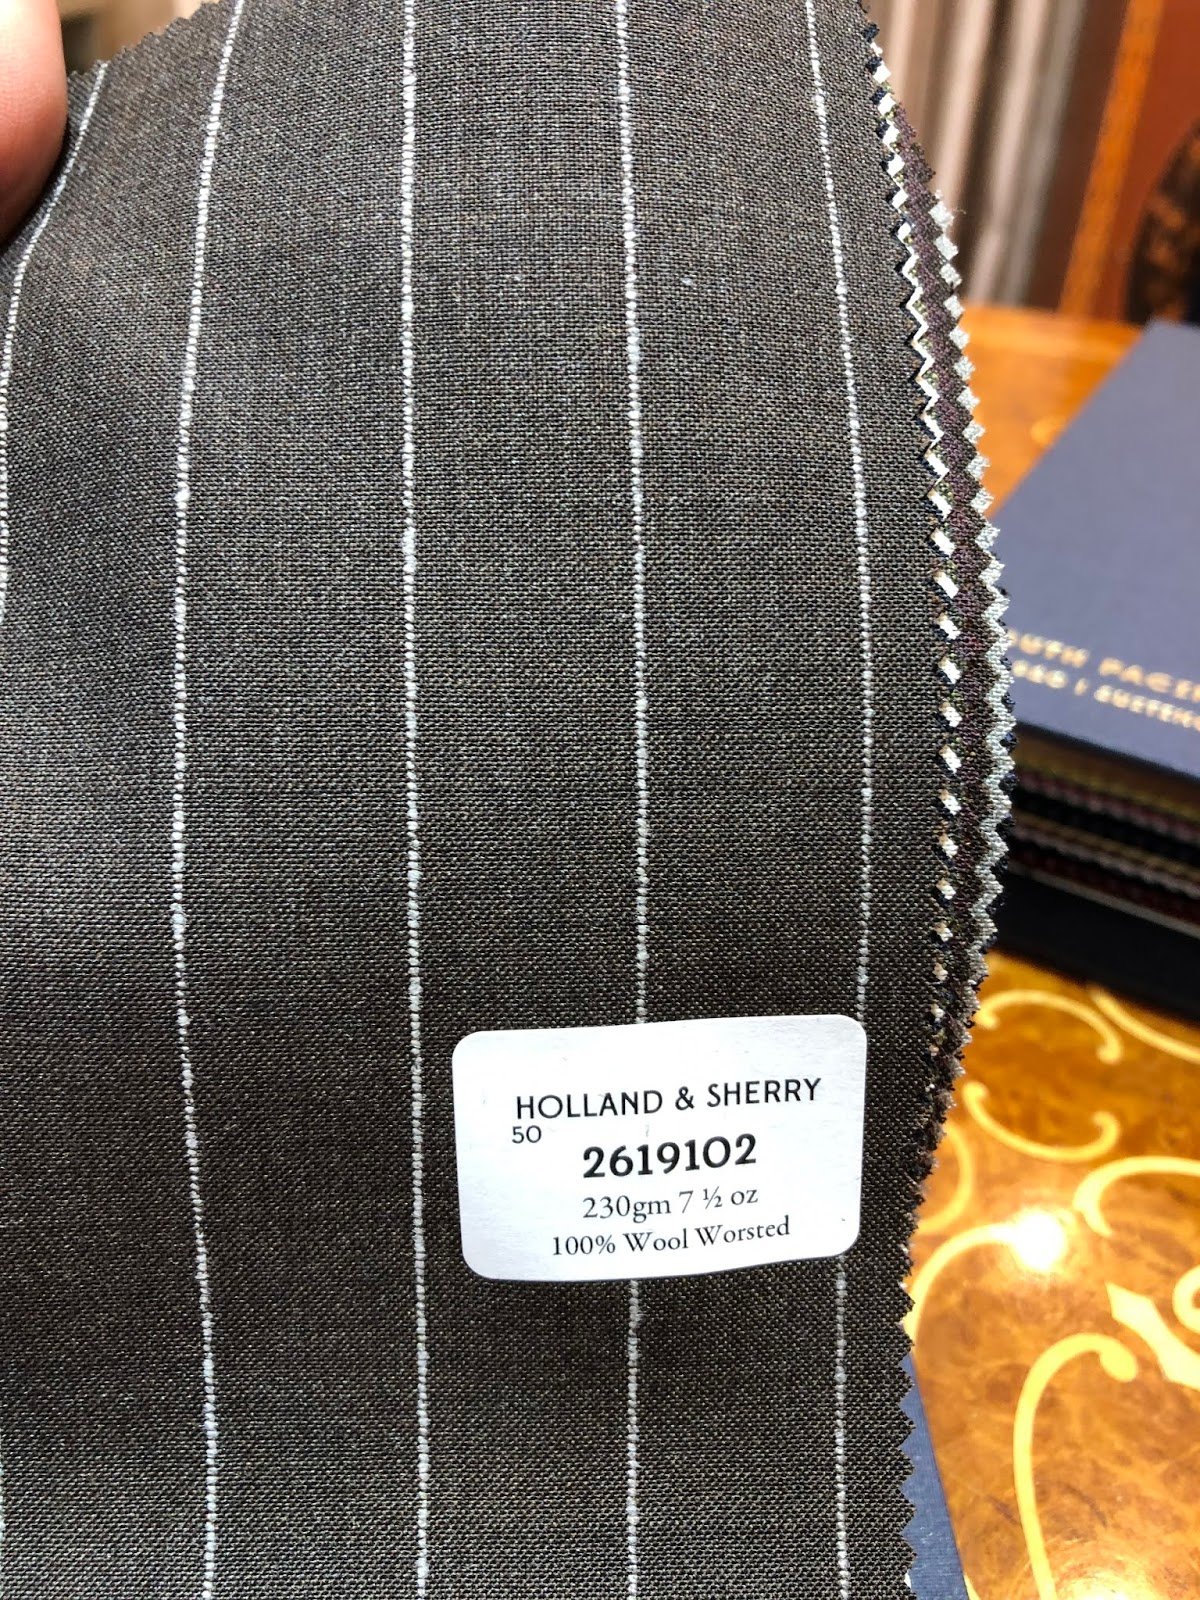 HOLLAND & SHERRY
50
2619102
230gm 7 ½ oz
100% Wool Worsted